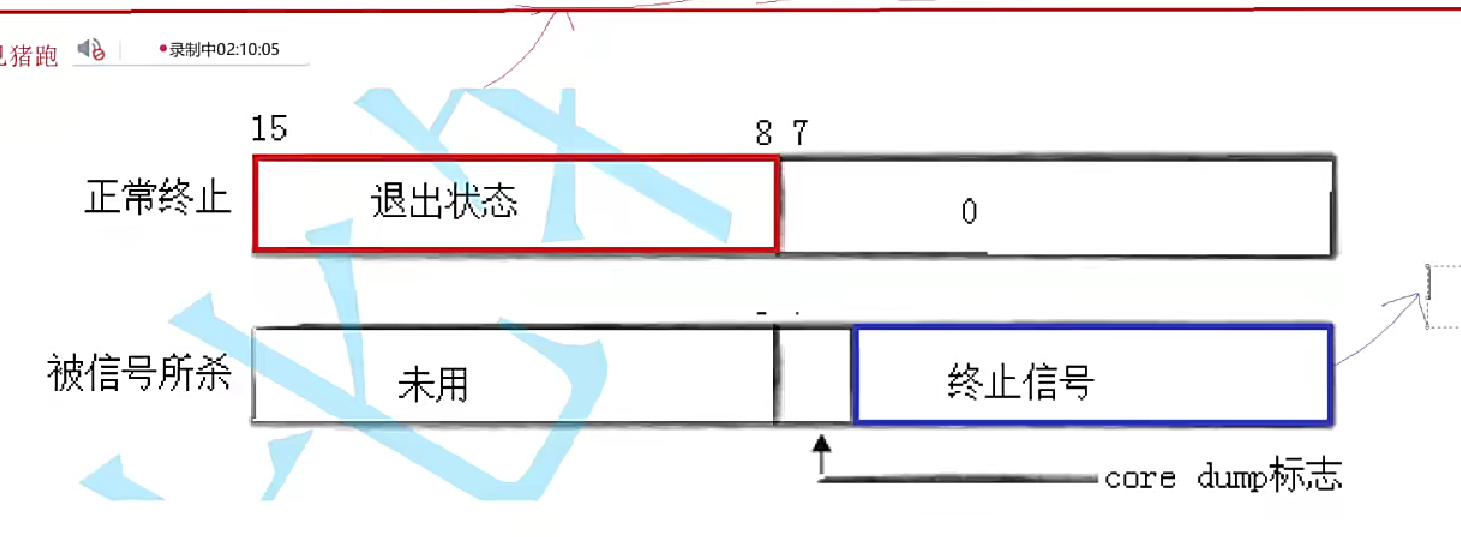 猪跑
录制中02:10:05
15 8 7
正常终止 退出状态 0
被信号所杀 未用 终止信号
core dump标志